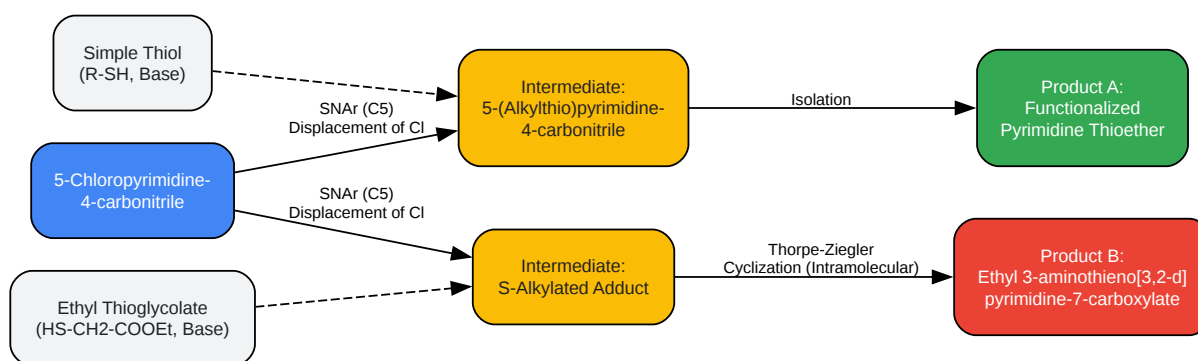 Simple Thiol
(R-SH, Base)
SNAr (C5)
Displacement of Cl
Intermediate:
5-(Alkylthio)pyrimidine-
4-carbonitrile
Isolation
Product A:
Functionalized
Pyrimidine Thioether
5-Chloropyrimidine-
4-carbonitrile
SNAr (C5)
Displacement of Cl
Ethyl Thioglycolate
(HS-CH2-COOEt, Base)
Intermediate:
S-Alkylated Adduct
Thorpe-Ziegler
Cyclization (Intramolecular)
Product B:
Ethyl 3-aminothieno[3,2-d]
pyrimidine-7-carboxylate